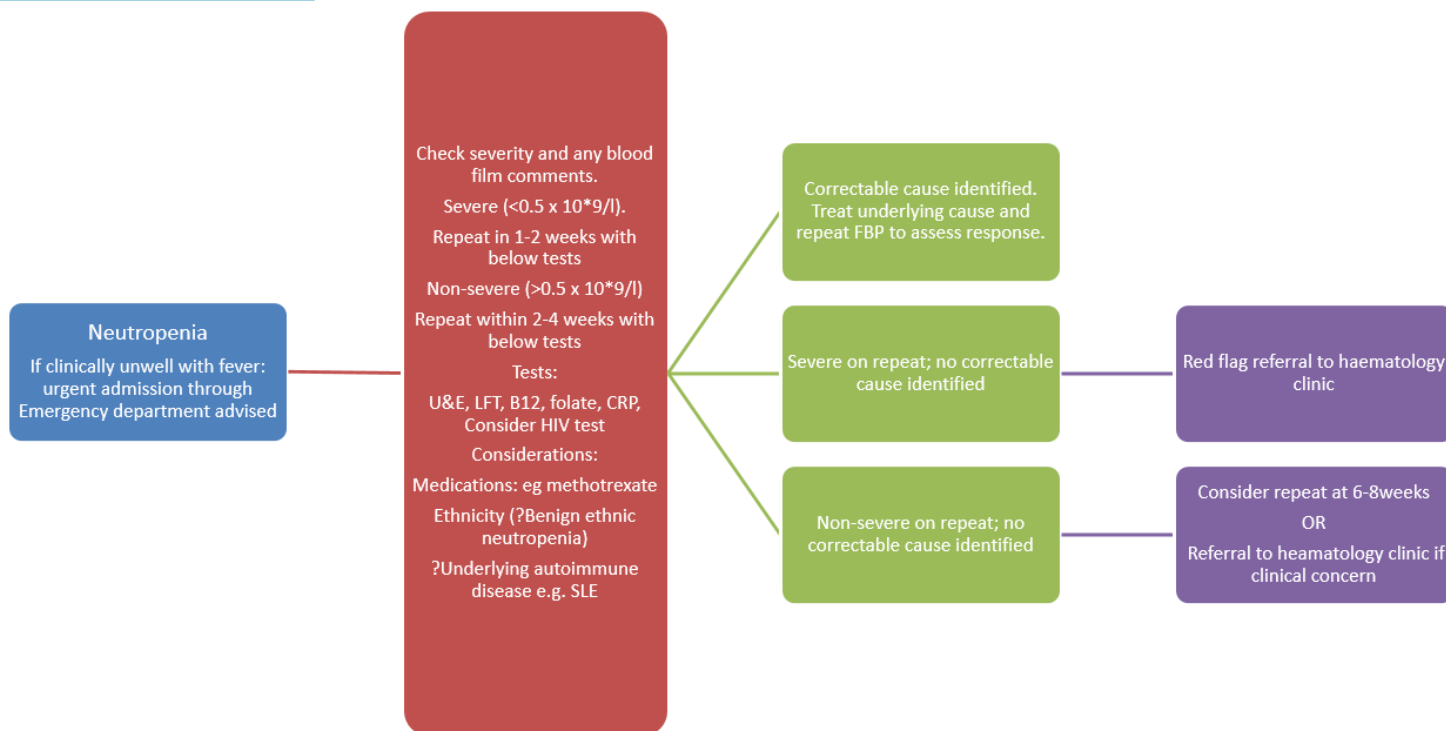 Neutropenia
If clinically unwell with fever:
urgent admission through
Emergency department advised
Check severity and any blood
film comments.
Severe (<0.5 x 10*9/l).
Repeat in 1-2 weeks with
below tests
Non-severe (>0.5 x 10*9/l)
Repeat within 2-4 weeks with
below tests
Tests:
U&E, LFT, B12, folate, CRP,
Consider HIV test
Considerations:
Medications: eg methotrexate
Ethnicity (?Benign ethnic
neutropenia)
?Underlying autoimmune
disease e.g. SLE
Correctable cause identified.
Treat underlying cause and
repeat FBP to assess response.
Severe on repeat; no correctable
cause identified
Red flag referral to haematology
clinic
Non-severe on repeat; no
correctable cause identified
Consider repeat at 6-8weeks
OR
Referral to heamatology clinic if
clinical concern